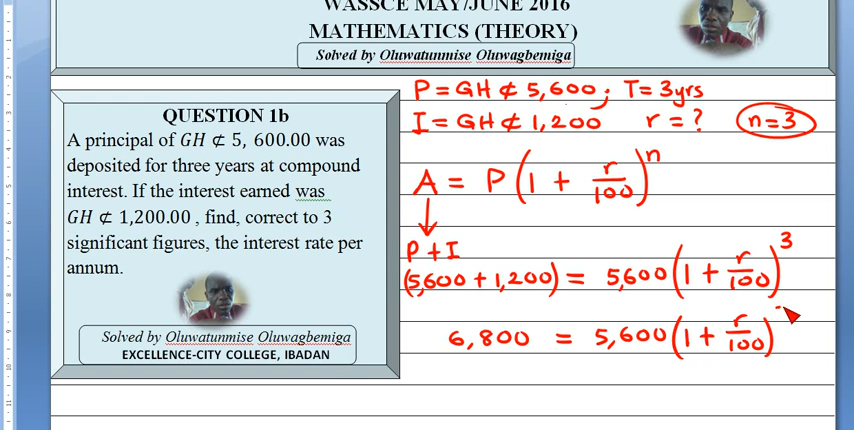 WASSCE MAY/JUNE 2016
MATHEMATICS (THEORY)
Solved by Oluwatunmise Oluwagbemiga
QUESTION 1b
A principal of GH ⊄ 5, 600.00 was
deposited for three years at compound
interest. If the interest earned was
GH ⊄ 1,200.00 , find, correct to 3
significant figures, the interest rate per
annum.
Solved by Oluwatunmise Oluwagbemiga
EXCELLENCE-CITY COLLEGE, IBADAN
P = GH ⊄ 5,600; T = 3yrs
I = GH ⊄ 1,200 r = ? n=3
A = P(1 + r/100)^n
P + I
(5,600 + 1,200) = 5,600(1 + r/100)^3
6,800 = 5,600(1 + r/100)